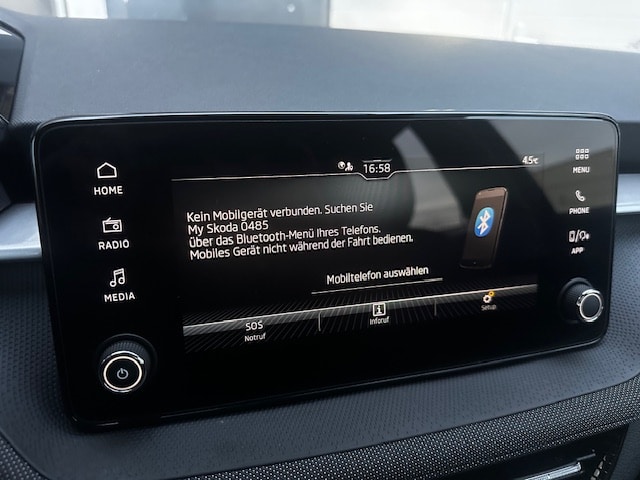 16:58
4.5°C
HOME
RADIO
MEDIA
MENU
PHONE
APP
Kein Mobilgerät verbunden. Suchen Sie
My Skoda 0485
über das Bluetooth-Menü Ihres Telefons.
Mobiles Gerät nicht während der Fahrt bedienen.
Mobiltelefon auswählen
SOS
Notruf
Inforuf
Setup